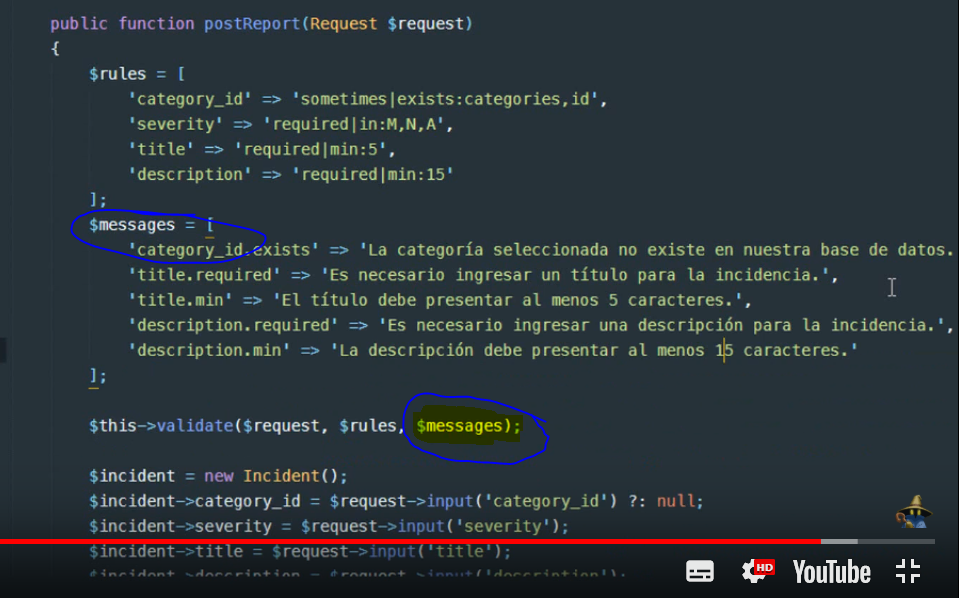 public function postReport(Request $request)
{
$rules = [
'category_id' => 'sometimes|exists:categories,id',
'severity' => 'required|in:M,N,A',
'title' => 'required|min:5',
'description' => 'required|min:15'
];
$messages = [
'category_id.exists' => 'La categoría seleccionada no existe en nuestra base de datos.
'title.required' => 'Es necesario ingresar un título para la incidencia.',
'title.min' => 'El título debe presentar al menos 5 caracteres.',
'description.required' => 'Es necesario ingresar una descripción para la incidencia.',
'description.min' => 'La descripción debe presentar al menos 15 caracteres.'
];
$this->validate($request, $rules, $messages);
$incident = new Incident();
$incident->category_id = $request->input('category_id') ?: null;
$incident->severity = $request->input('severity');
$incident->title = $request->input('title');
$incident->description = $request->input('description');
HD YouTube